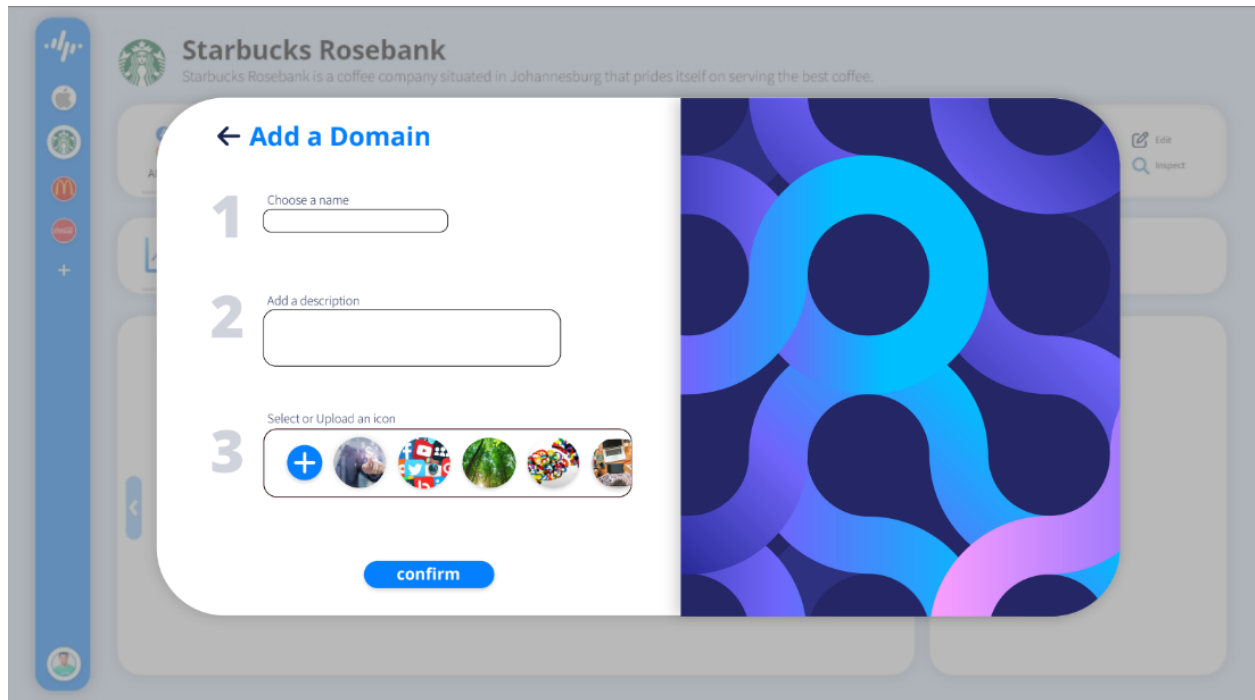 Starbucks Rosebank
Starbucks Rosebank is a coffee company situated in Johannesburg that prides itself on serving the best coffee.
Edit
Inspect
← Add a Domain
1
Choose a name
2
Add a description
3
Select or Upload an icon
confirm